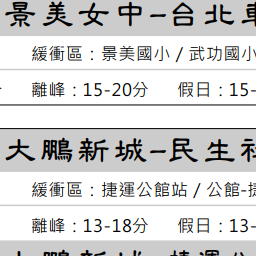 景美女中-台北車
緩衝區：景美國小 / 武功國小
離峰：15-20分 假日：15-
大鵬新城-民生社
緩衝區：捷運公館站 / 公館-捷
離峰：13-18分 假日：13-